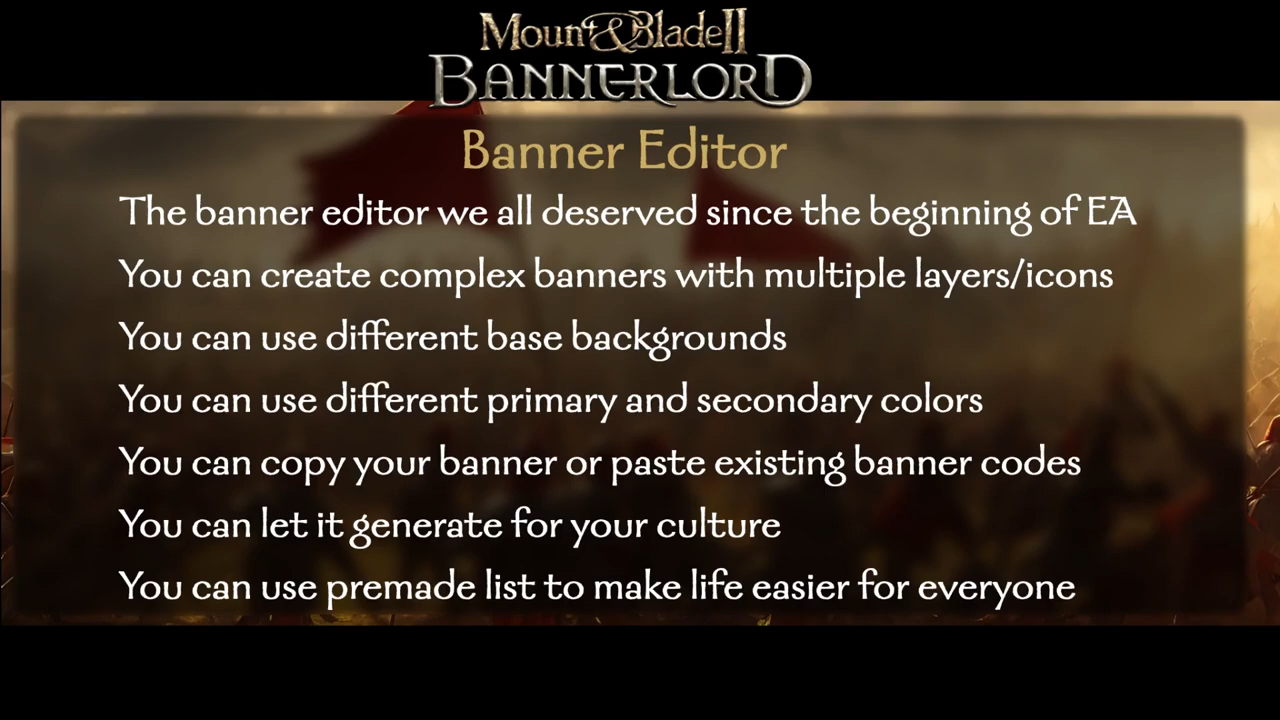 Mount & Blade II
BANNERLORD
Banner Editor
The banner editor we all deserved since the beginning of EA
You can create complex banners with multiple layers/icons
You can use different base backgrounds
You can use different primary and secondary colors
You can copy your banner or paste existing banner codes
You can let it generate for your culture
You can use premade list to make life easier for everyone